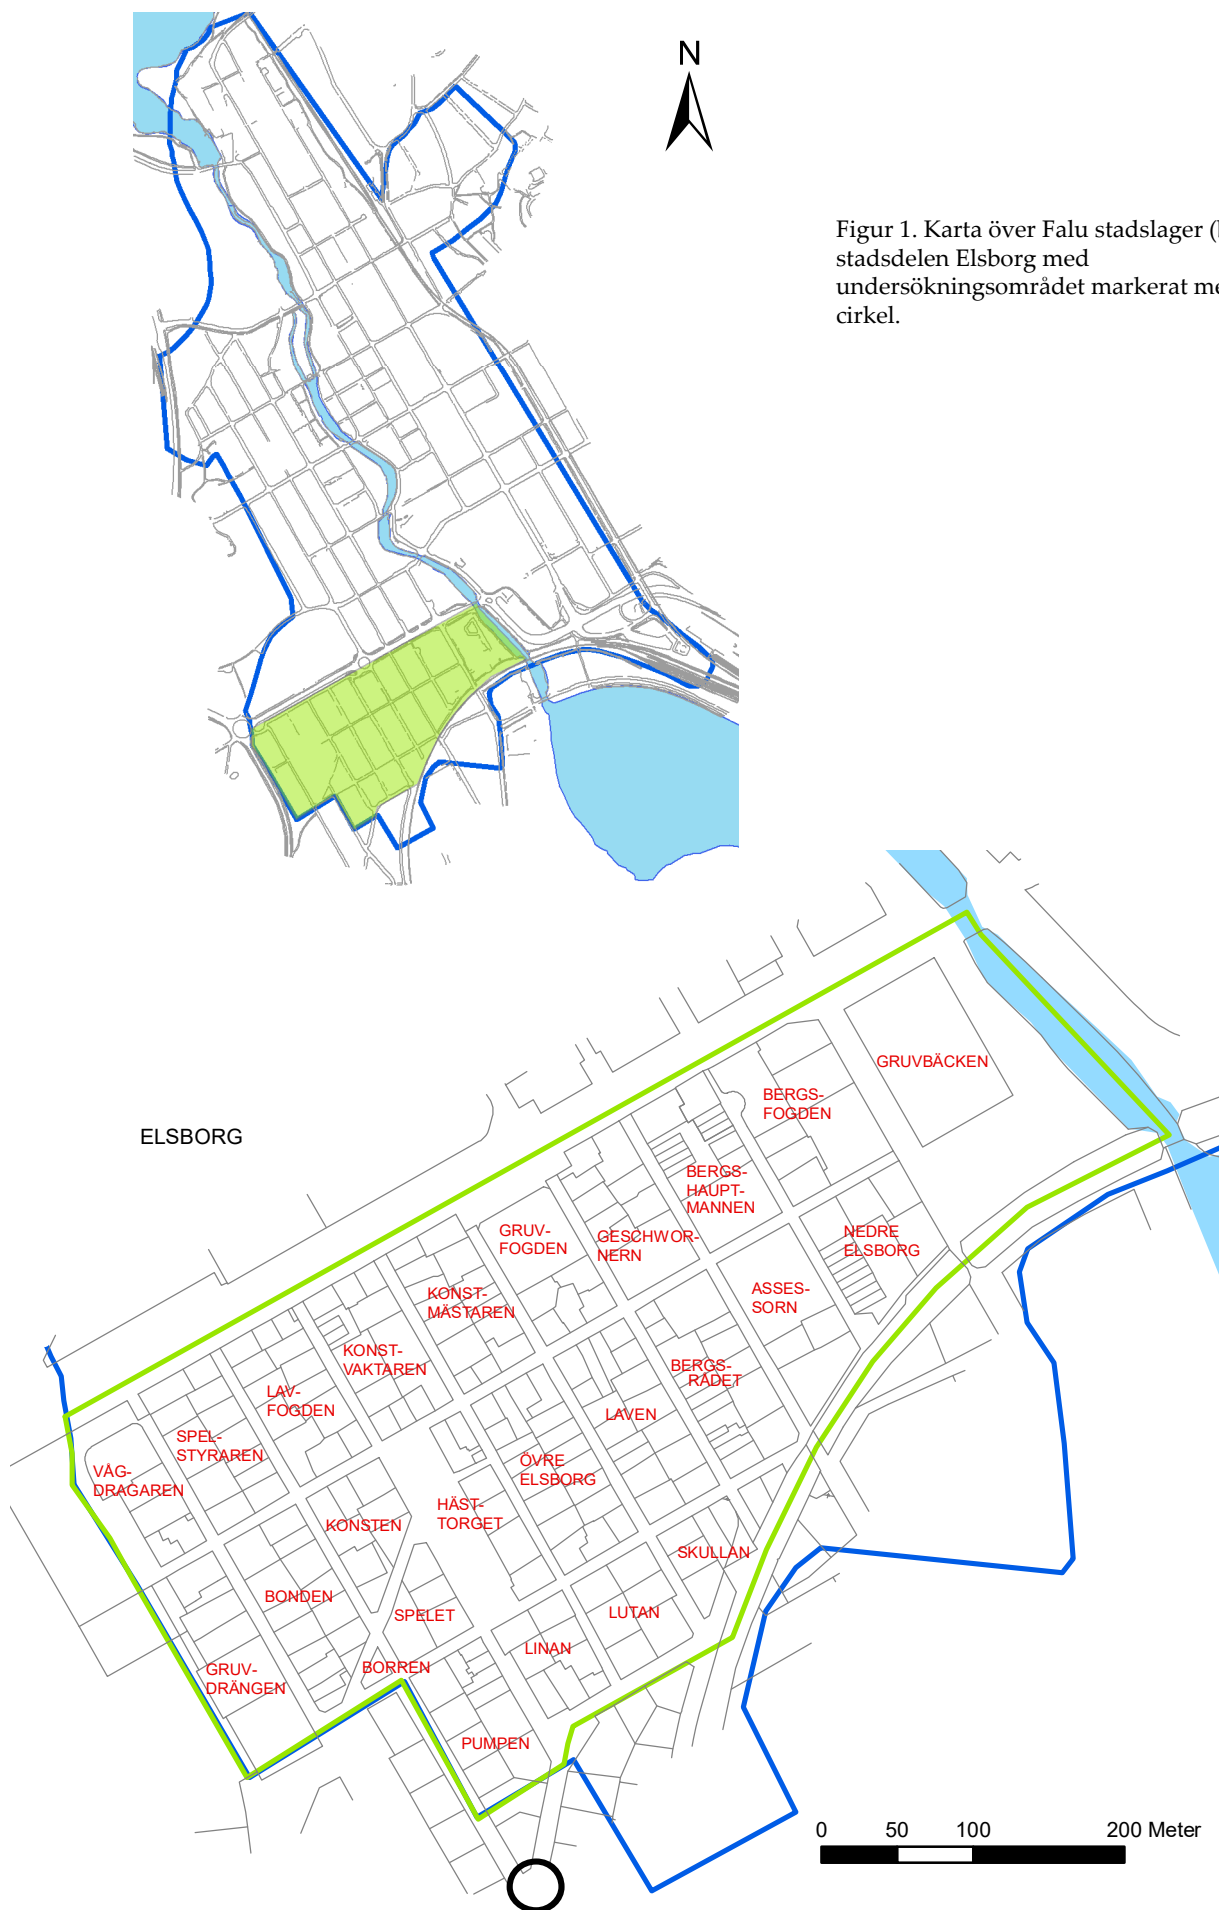 N
Figur 1. Karta över Falu stadslager (
stadsdelen Elsborg med
undersökningsområdet markerat me
cirkel.
ELSBORG
GRUVBÄCKEN
BERGS-
FOGDEN
BERGS-
HAUPT-
MANNEN
NEDRE
ELSBORG
GRUV-
FOGDEN
GESCHWOR-
NERN
ASSES-
SORN
KONST-
MÄSTAREN
KONST-
VAKTAREN
BERGS-
RÅDET
LAV-
FOGDEN
LAVEN
SPEL-
STYRAREN
ÖVRE
ELSBORG
VÅG-
DRAGAREN
HÄST-
TORGET
KONSTEN
SKULLAN
BONDEN
SPELET
LUTAN
LINAN
BORREN
GRUV-
DRÄNGEN
PUMPEN
0 50 100 200 Meter